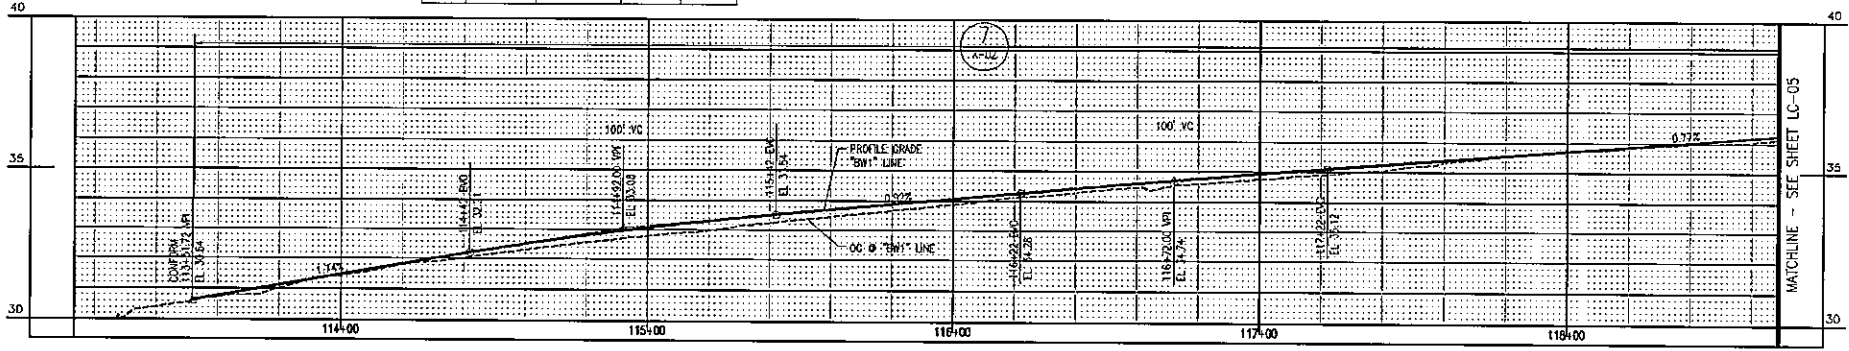 40
40
7
X-02
100' VC
100' VC
PROFILE GRADE
"BW1" LINE
0.77%
35
35
114+92.00 VPI
EL 33.08
EL 33.54
114+42 BVC
EL 32.21
0.92%
OG @ "BW1" LINE
CONFORM
113+51.72 VPI
EL 30.64
1.74%
116+22 BVC
EL 34.28
116+72.00 VPI
EL 34.74
117+22 EVC
EL 35.12
MATCHLINE - SEE SHEET LC-05
30
30
114+00
115+00
116+00
117+00
118+00